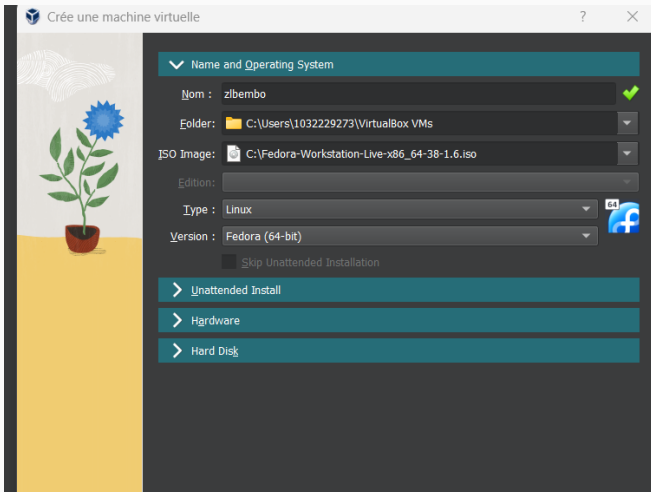 Crée une machine virtuelle ?
Name and Operating System
Nom : zlbembo
Folder: C:\Users\1032229273\VirtualBox VMs
ISO Image: C:\Fedora-Workstation-Live-x86_64-38-1.6.iso
Edition:
Type : Linux
64
Version : Fedora (64-bit)
Skip Unattended Installation
Unattended Install
Hardware
Hard Disk